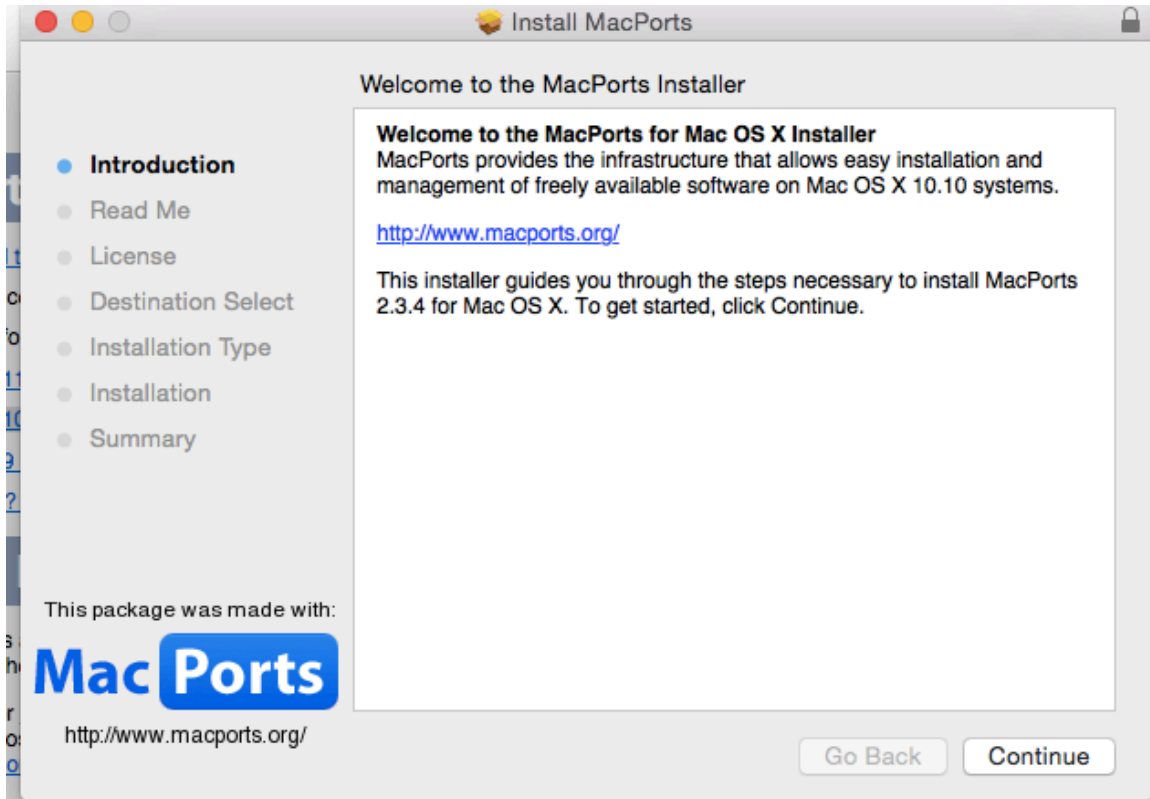 Install MacPorts
Welcome to the MacPorts Installer
Introduction
Read Me
License
Destination Select
Installation Type
Installation
Summary
Welcome to the MacPorts for Mac OS X Installer
MacPorts provides the infrastructure that allows easy installation and
management of freely available software on Mac OS X 10.10 systems.
http://www.macports.org/
This installer guides you through the steps necessary to install MacPorts
2.3.4 for Mac OS X. To get started, click Continue.
This package was made with:
Mac Ports
http://www.macports.org/
Go Back
Continue